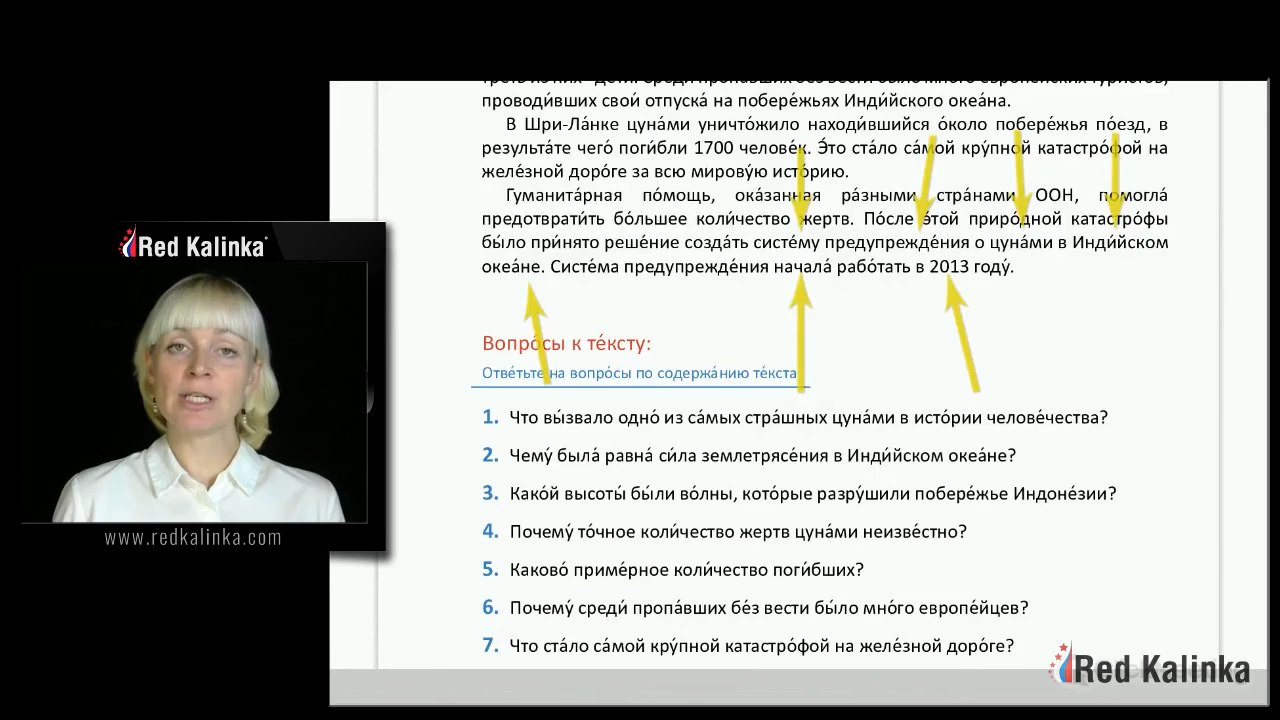 проводи́вших свои́ отпуска́ на побере́жьях Инди́йского океа́на.
В Шри-Ла́нке цуна́ми уничто́жило находи́вшийся о́коло побере́жья по́езд, в
результа́те чего́ поги́бли 1700 челове́к. Э́то ста́ло са́мой кру́пной катастро́фой на
желе́зной доро́ге за всю мирову́ю исто́рию.
Гуманита́рная по́мощь, ока́занная ра́зными стра́нами ООН, помогла́
предотврати́ть бо́льшее коли́чество жертв. По́сле э́той приро́дной катастро́фы
бы́ло при́нято реше́ние созда́ть систе́му предупрежде́ния о цуна́ми в Инди́йском
океа́не. Систе́ма предупрежде́ния начала́ рабо́тать в 2013 году́.
Red Kalinka
Вопро́сы к те́ксту:
Отве́тьте на вопро́сы по содержа́нию те́кста
1. Что вы́звало одно́ из са́мых стра́шных цуна́ми в исто́рии челове́чества?
2. Чему́ была́ равна́ си́ла землетрясе́ния в Инди́йском океа́не?
3. Како́й высоты́ бы́ли во́лны, кото́рые разру́шили побере́жье Индоне́зии?
4. Почему́ то́чное коли́чество жертв цуна́ми неизве́стно?
www.redkalinka.com
5. Каково́ приме́рное коли́чество поги́бших?
6. Почему́ среди́ пропа́вших бе́з вести бы́ло мно́го европе́йцев?
7. Что ста́ло са́мой кру́пной катастро́фой на желе́зной доро́ге?
Red Kalinka